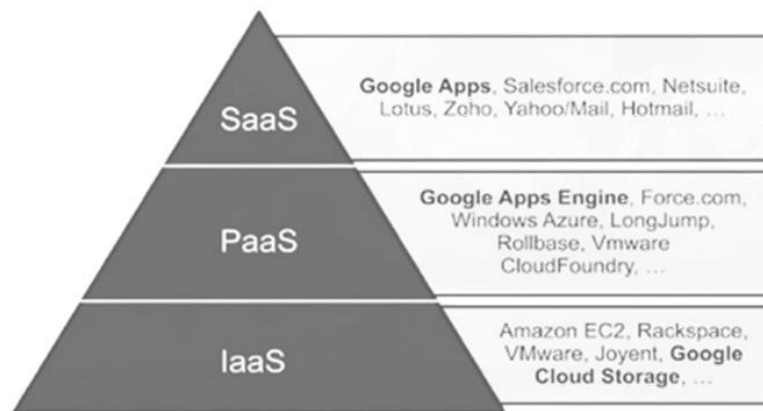 SaaS
Google Apps, Salesforce.com, Netsuite,
Lotus, Zoho, Yahoo/Mail, Hotmail, ...
PaaS
Google Apps Engine, Force.com,
Windows Azure, LongJump,
Rollbase, Vmware
CloudFoundry, ...
IaaS
Amazon EC2, Rackspace,
VMware, Joyent, Google
Cloud Storage, ...